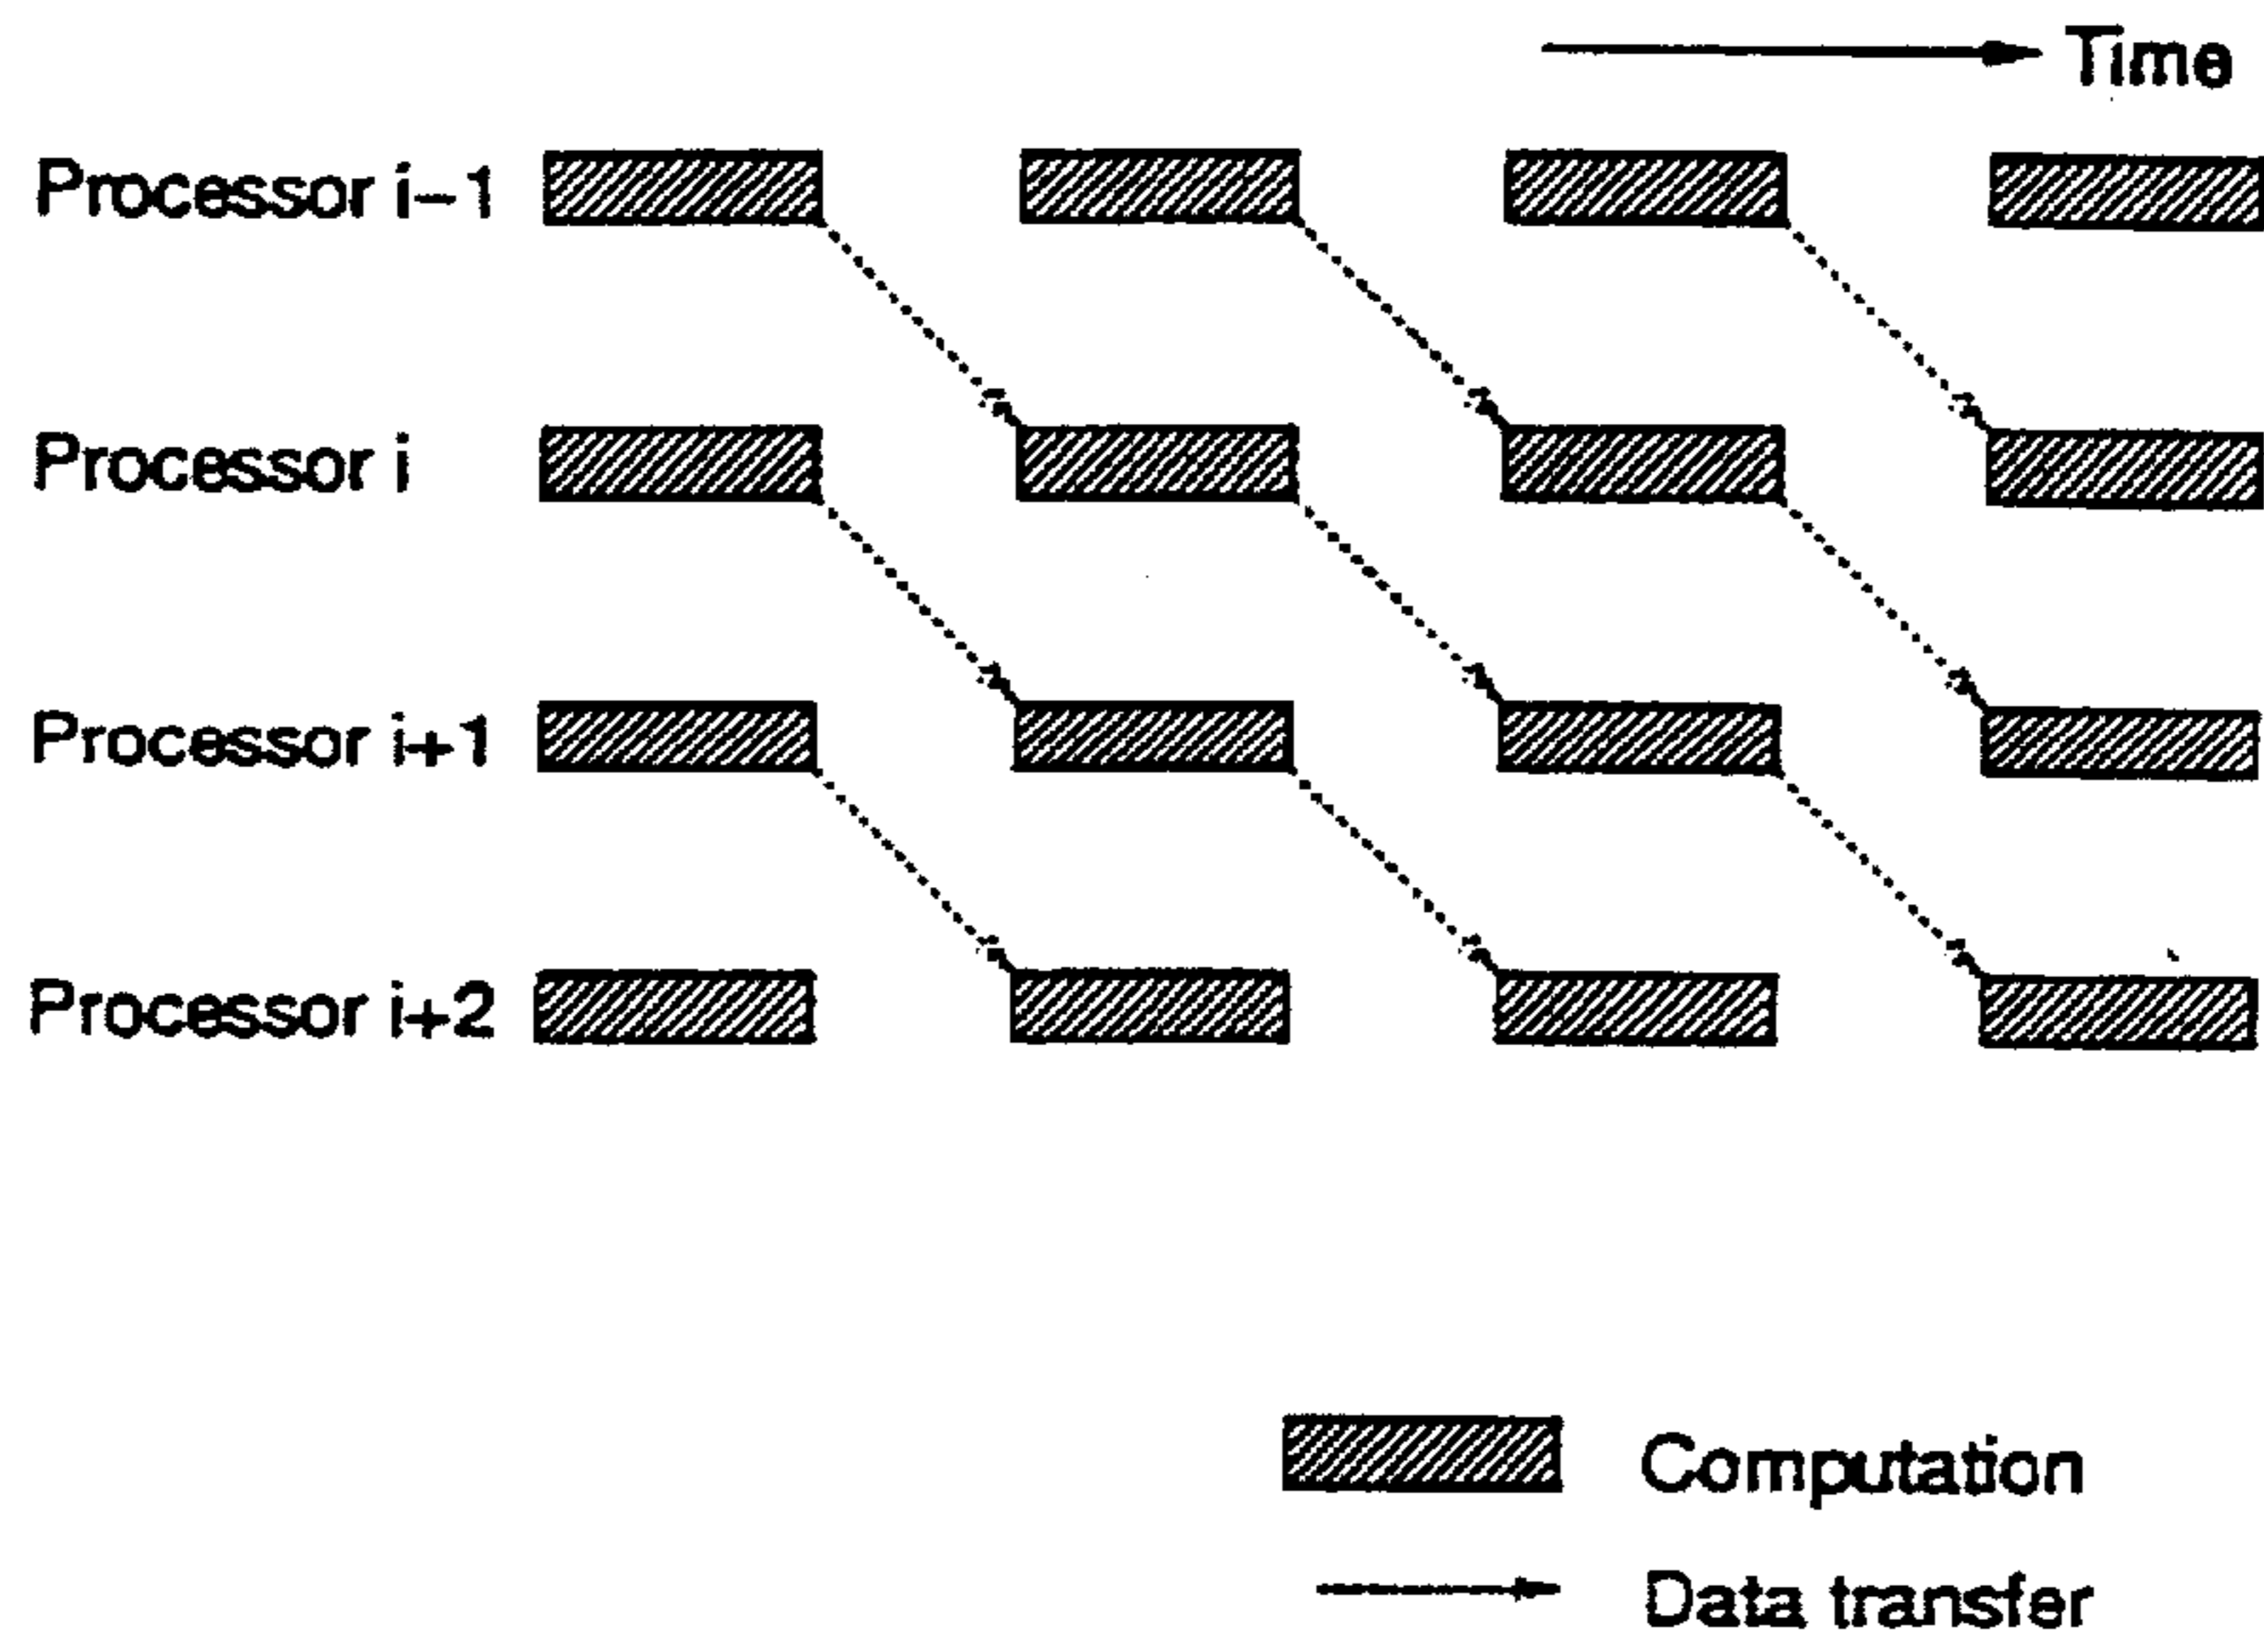 Time
Processor i–1
Processor i
Processor i+1
Processor i+2
Computation
Data transfer